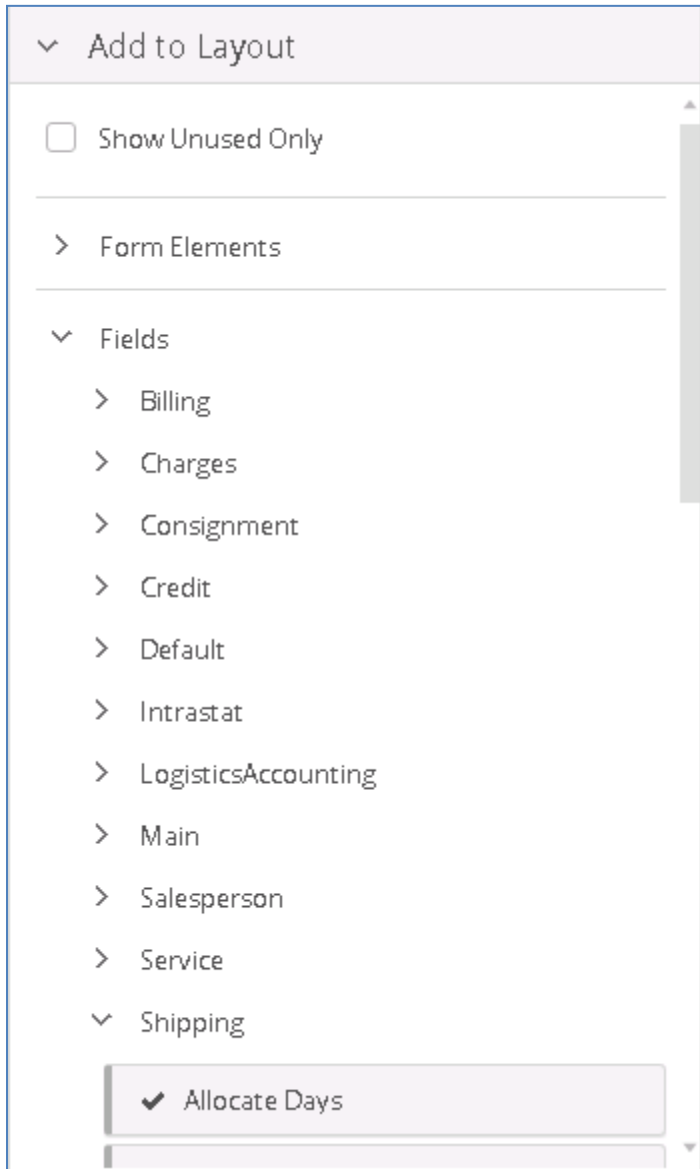 Add to Layout
Show Unused Only
Form Elements
Fields
Billing
Charges
Consignment
Credit
Default
Intrastat
LogisticsAccounting
Main
Salesperson
Service
Shipping
Allocate Days